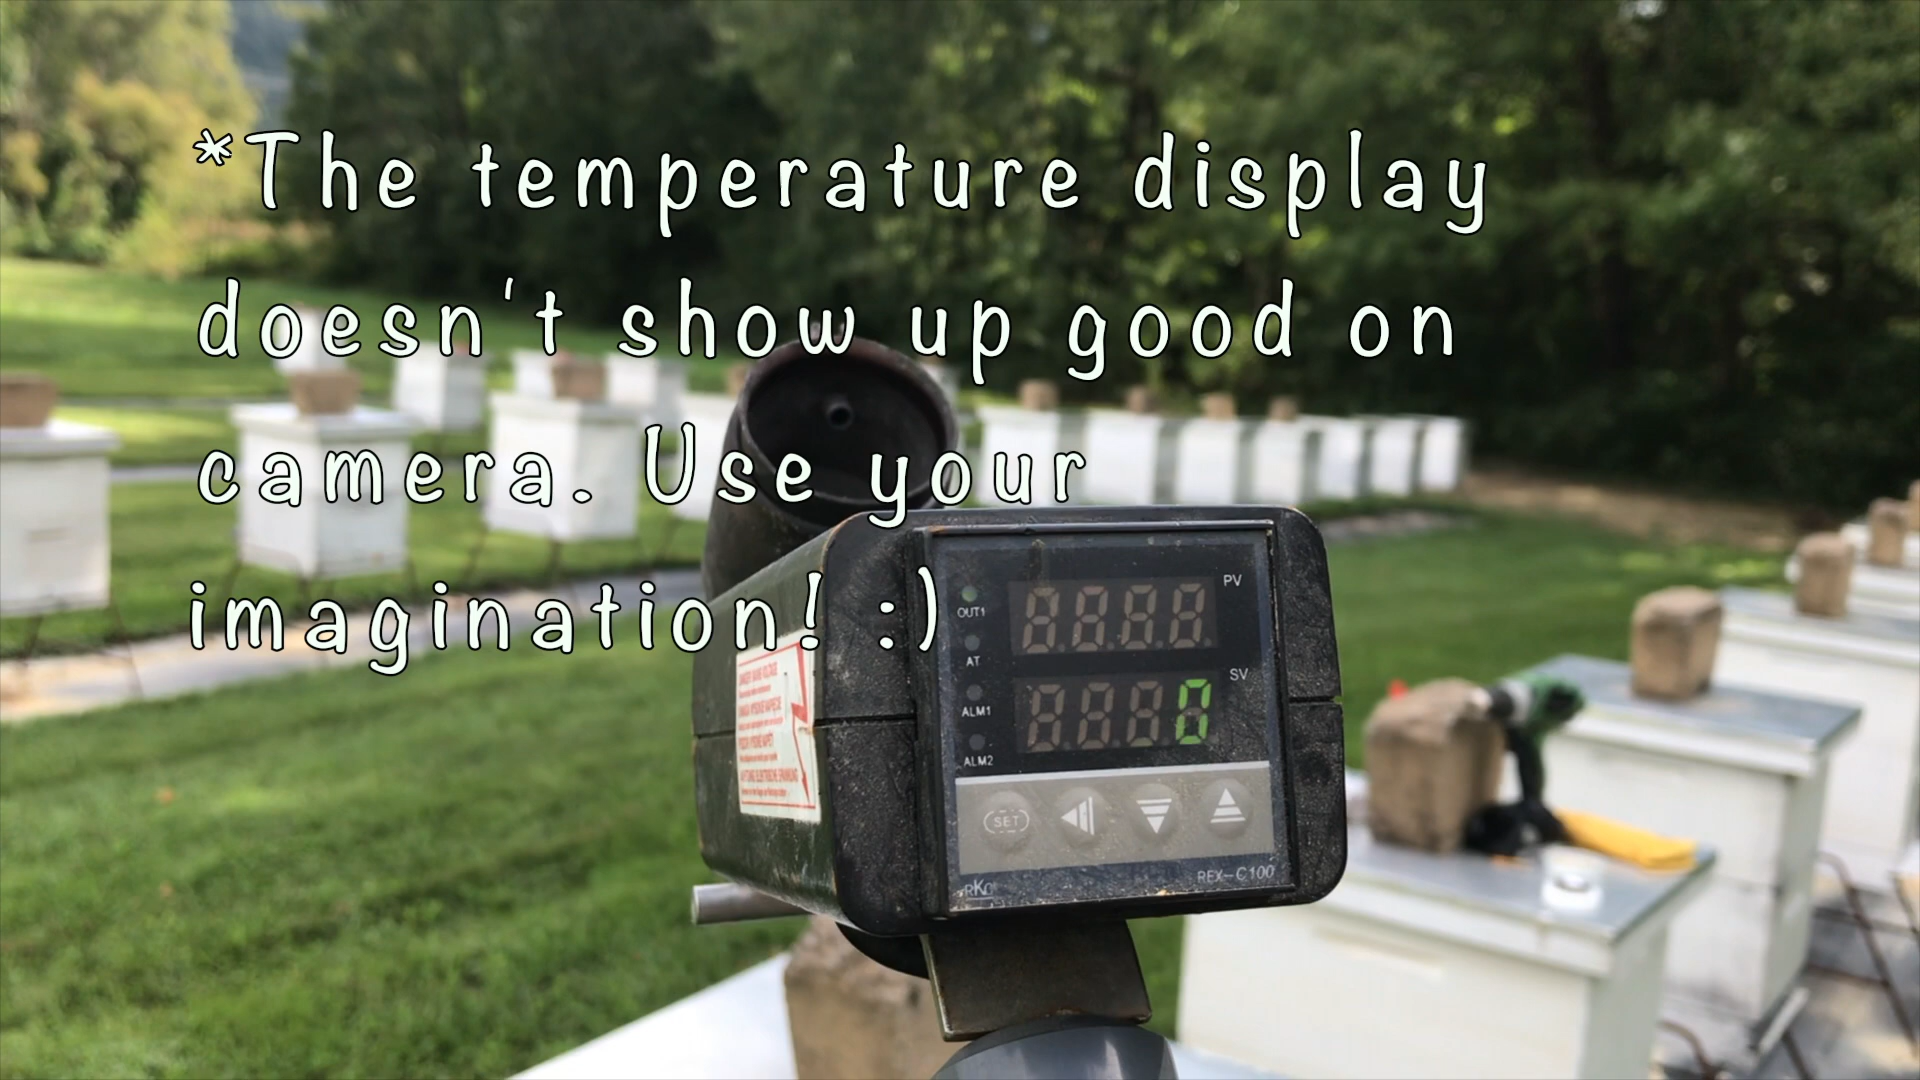 *The temperature display
doesn't show up good on
camera. Use your
imagination! :)
PV
OUT1
AT
SV
ALM1
ALM2
SET
RKC
REX-C100